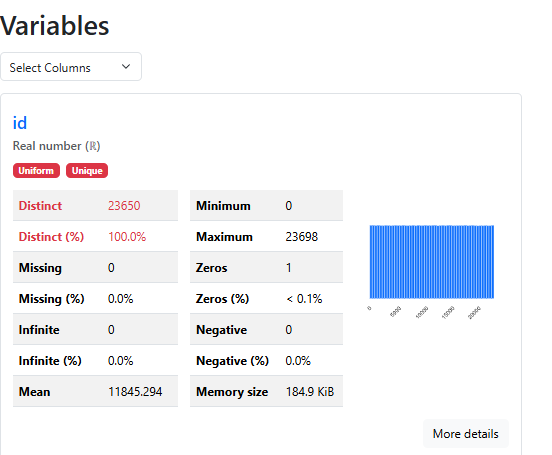 Variables
Select Columns
id
Real number (ℝ)
Uniform Unique
Distinct 23650 Minimum 0
Distinct (%) 100.0% Maximum 23698
Missing 0 Zeros 1
Missing (%) 0.0% Zeros (%) < 0.1%
Infinite 0 Negative 0
Infinite (%) 0.0% Negative (%) 0.0%
Mean 11845.294 Memory size 184.9 KiB
0 5000 10000 15000 20000
More details